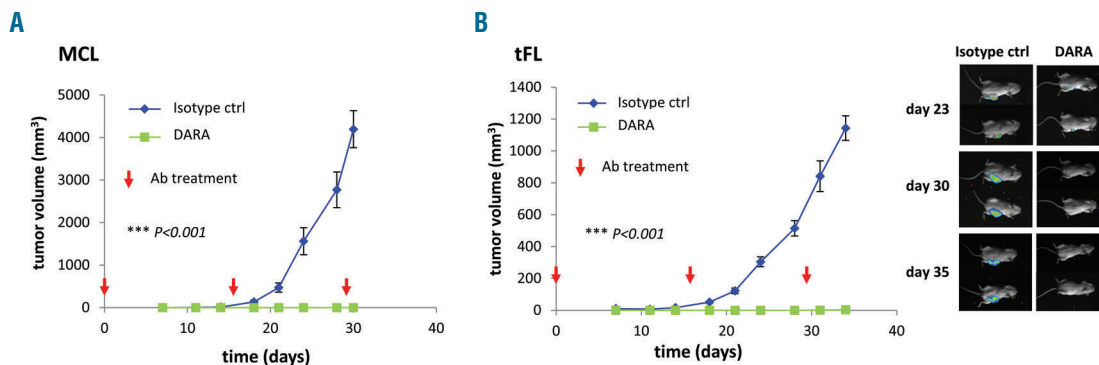 A
MCL
tumor volume (mm³)
5000
4000
3000
2000
1000
0
Isotype ctrl
DARA
Ab treatment
*** P<0.001
0 10 20 30 40
time (days)
B
tFL
tumor volume (mm³)
1400
1200
1000
800
600
400
200
0
Isotype ctrl
DARA
Ab treatment
*** P<0.001
0 10 20 30 40
time (days)
Isotype ctrl DARA
day 23
day 30
day 35